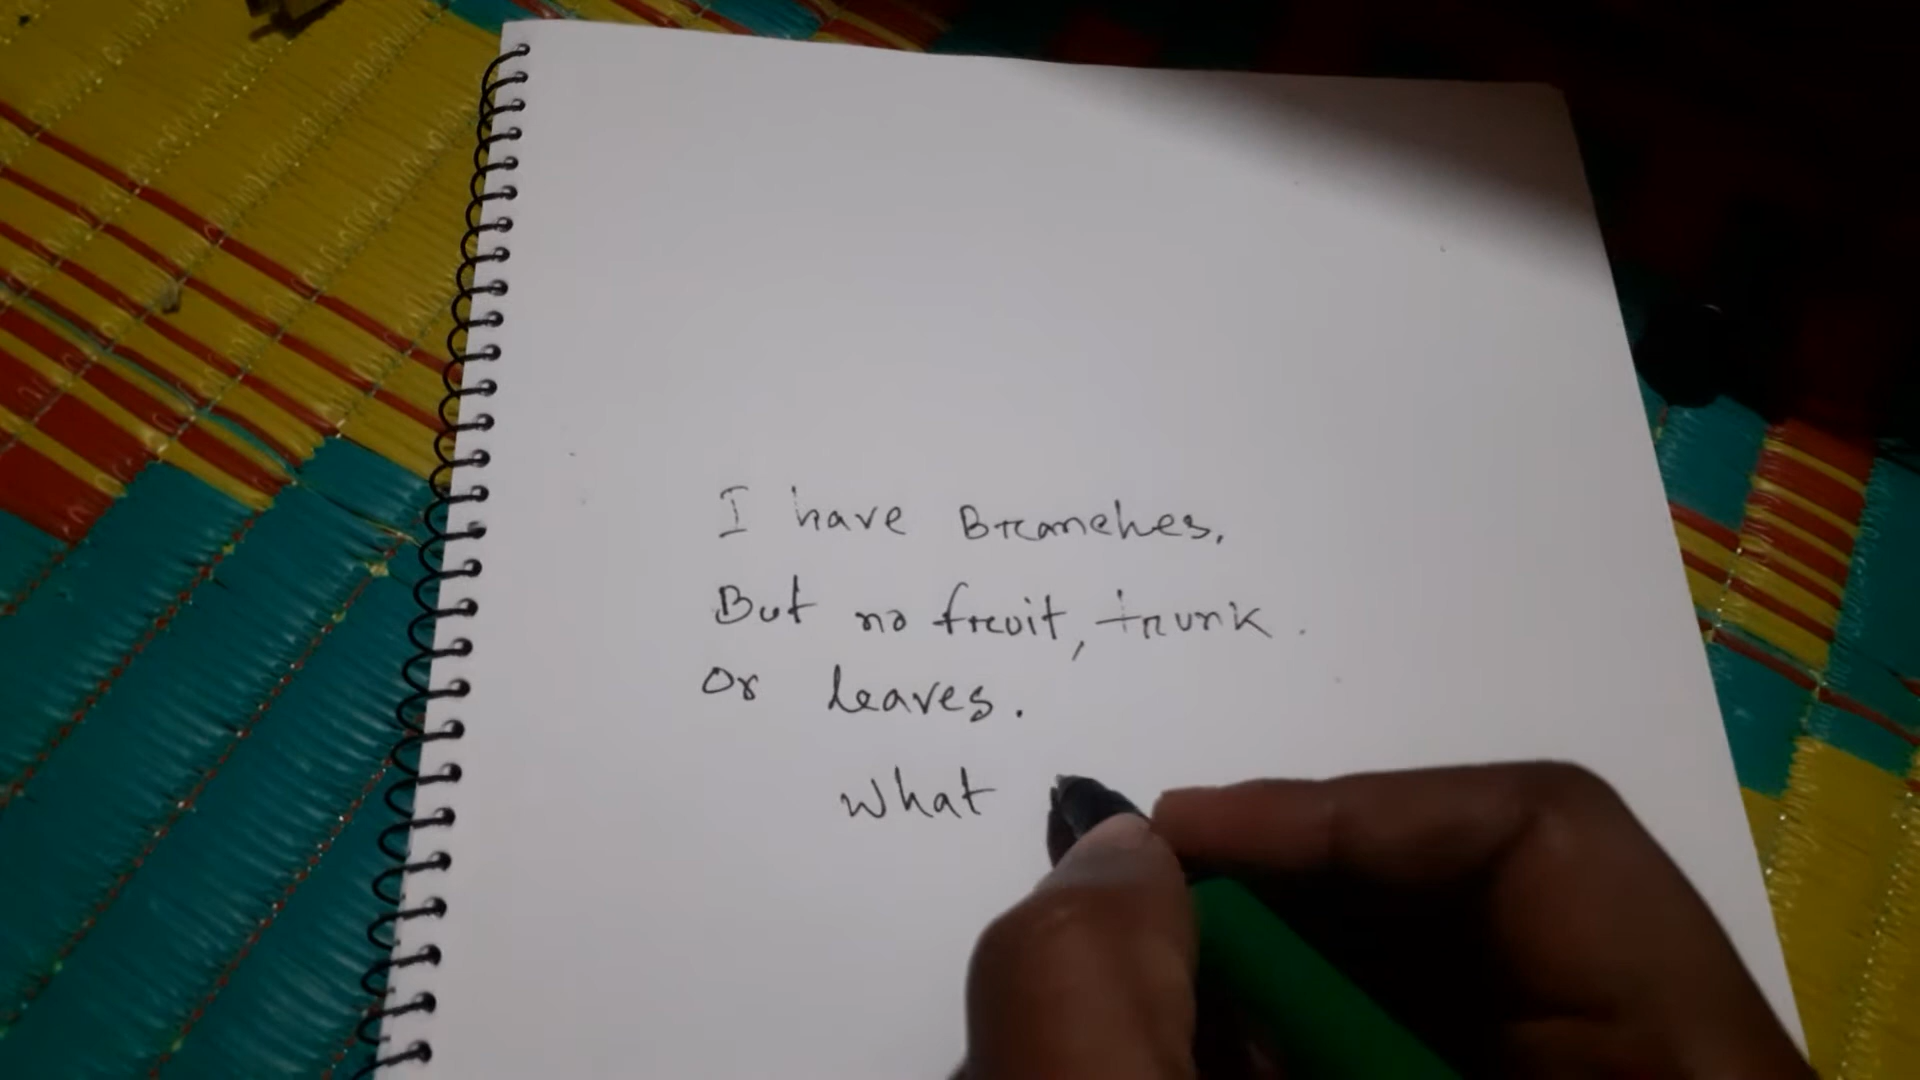 I have Branches,
But no fruit, trunk.
Or leaves.
What